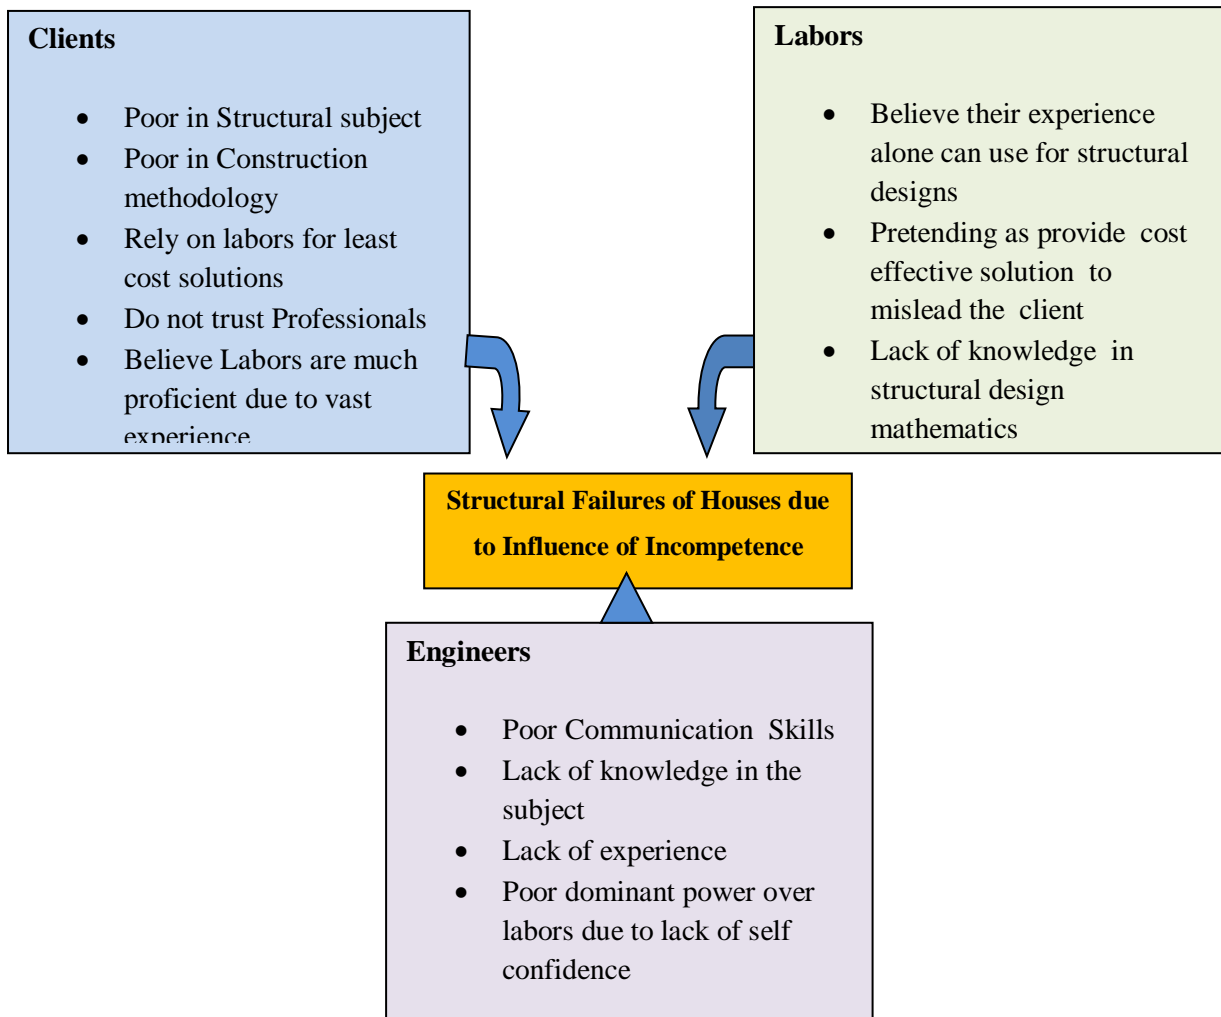 Clients
• Poor in Structural subject
• Poor in Construction
methodology
• Rely on labors for least
cost solutions
• Do not trust Professionals
• Believe Labors are much
proficient due to vast
experience
Labors
• Believe their experience
alone can use for structural
designs
• Pretending as provide cost
effective solution to
mislead the client
• Lack of knowledge in
structural design
mathematics
Structural Failures of Houses due
to Influence of Incompetence
Engineers
• Poor Communication Skills
• Lack of knowledge in the
subject
• Lack of experience
• Poor dominant power over
labors due to lack of self
confidence